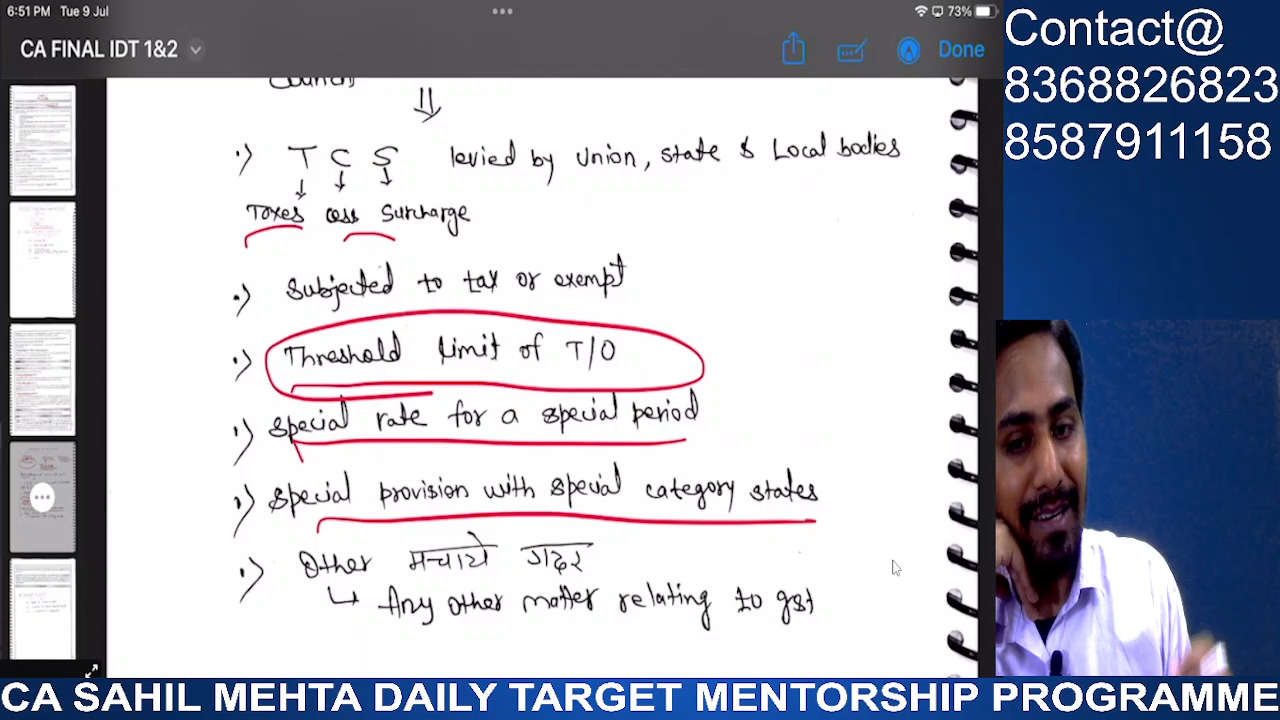 6:51 PM Tue 9 Jul
73%
CA FINAL IDT 1&2
Done
Contact@
8368826823
8587911158
Council
T C S levied by Union, state & Local bodies
Taxes cess Surcharge
Subjected to tax or exempt
Threshold limit of T/O
special rate for a special period
special provision with special category states
Other मचाओ गदर
Any other matter relating to gst
CA SAHIL MEHTA DAILY TARGET MENTORSHIP PROGRAMME